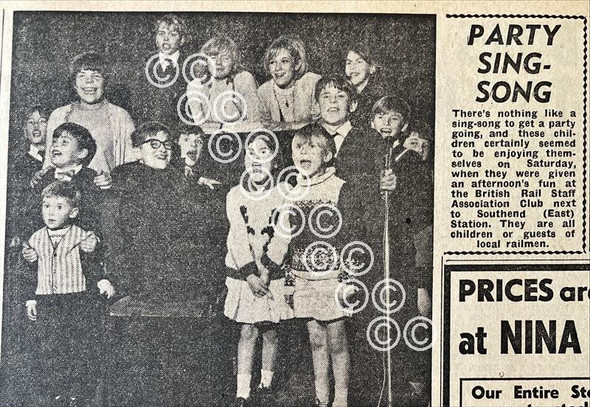 PARTY
SING-
SONG
There's nothing like a
sing-song to get a party
going, and these chil-
dren certainly seemed
to be enjoying them-
selves on Saturday,
when they were given
an afternoon's fun at
the British Rail Staff
Association Club next
to Southend (East)
Station. They are all
children or guests of
local railmen.
PRICES are
at NINA
Our Entire Sto